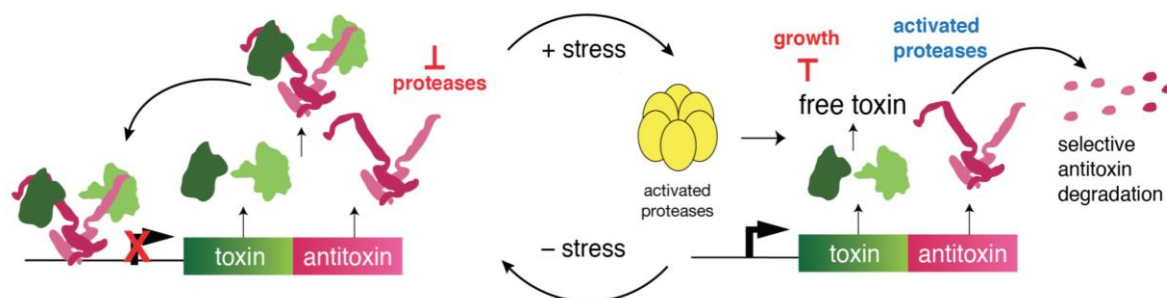 proteases
toxin
antitoxin
+ stress
– stress
activated
proteases
growth
free toxin
activated
proteases
selective
antitoxin
degradation
toxin
antitoxin